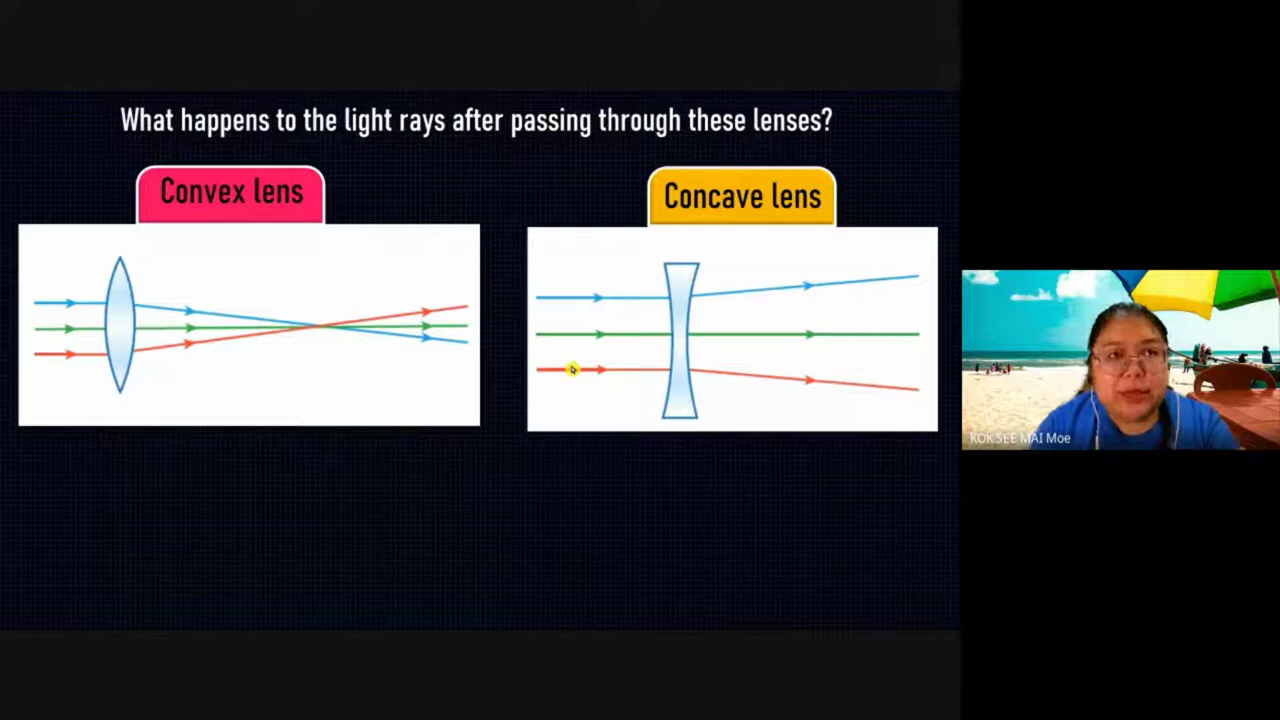 What happens to the light rays after passing through these lenses?
Convex lens
Concave lens
KOK SEE MAI Moe